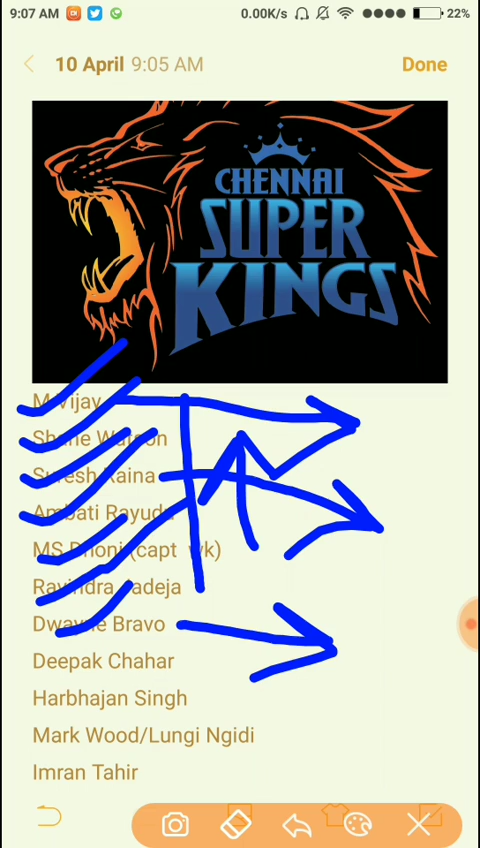 9:07 AM 0.00K/s 22%
10 April 9:05 AM Done
CHENNAI
SUPER
KINGS
M Vijay
Shane Watson
Suresh Raina
Ambati Rayudu
MS Dhoni (capt wk)
Ravindra Jadeja
Dwayne Bravo
Deepak Chahar
Harbhajan Singh
Mark Wood/Lungi Ngidi
Imran Tahir